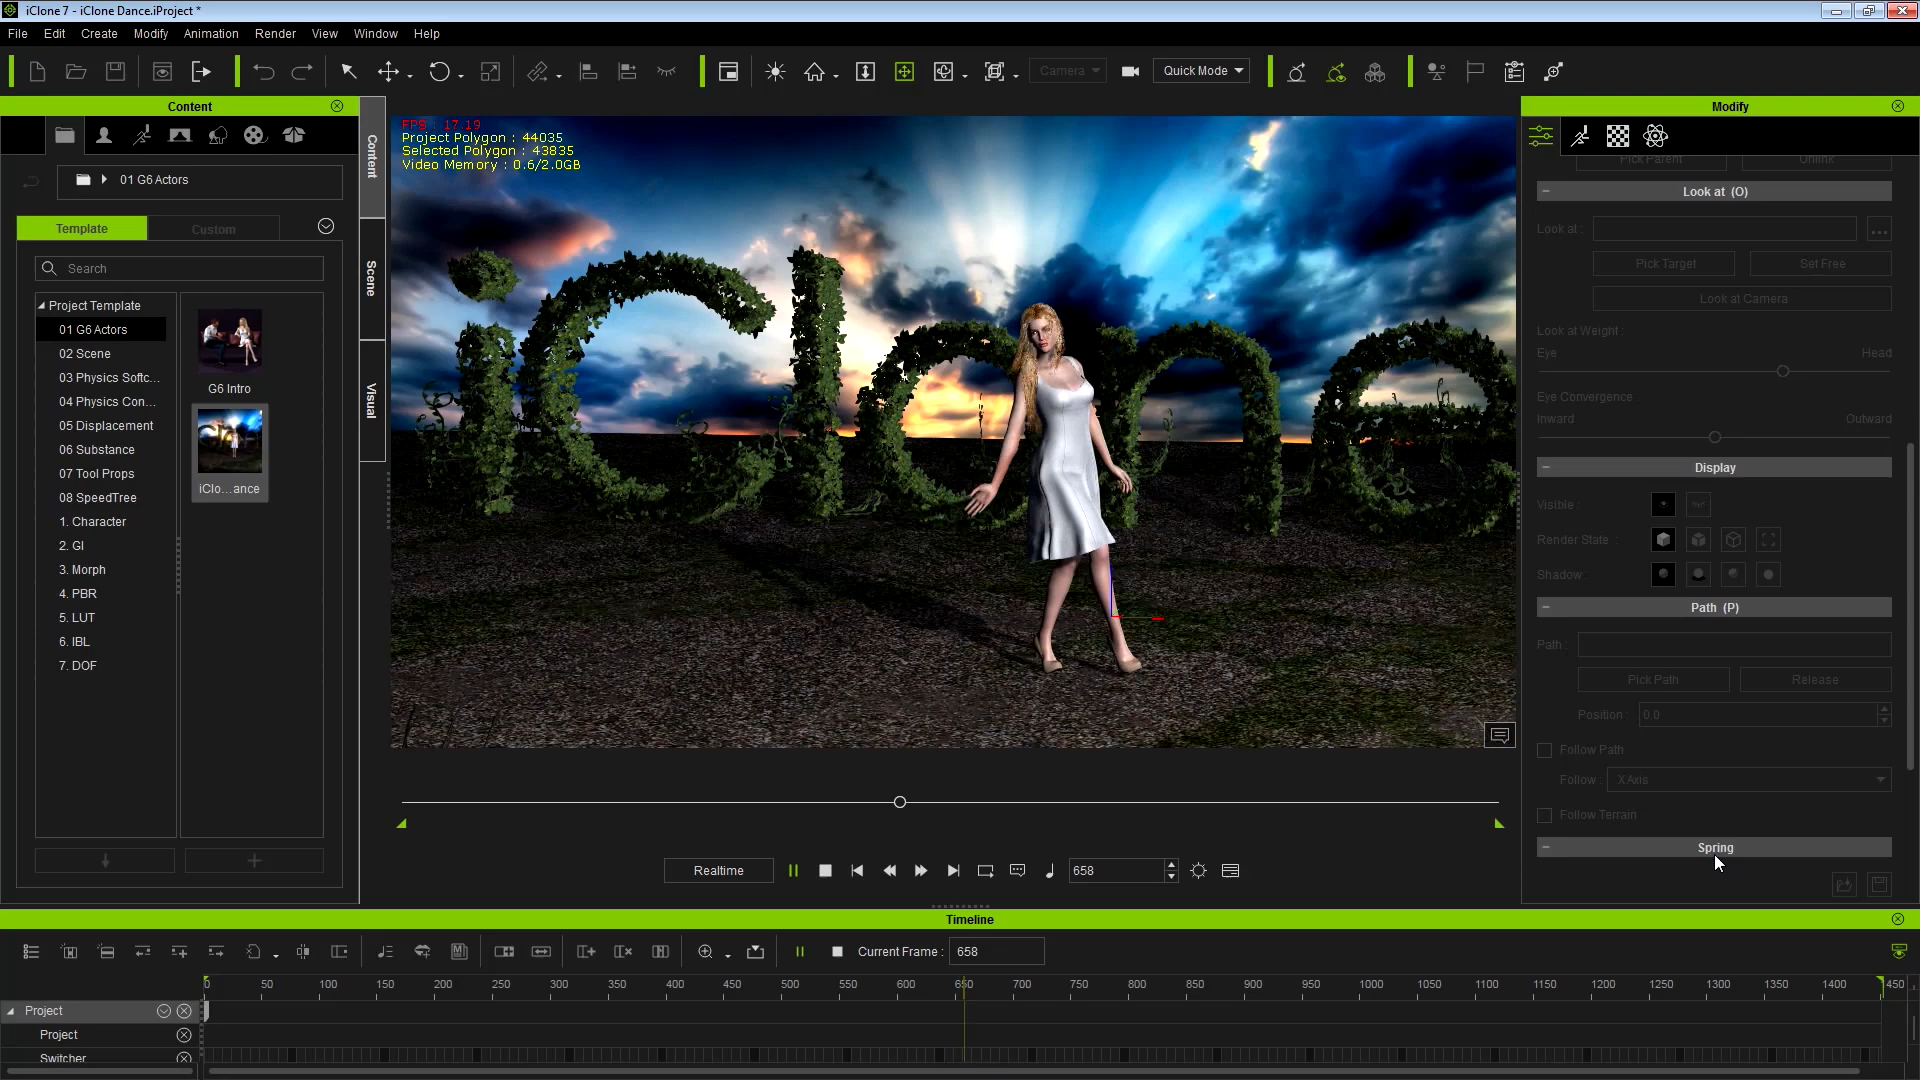 iClone 7 - iClone Dance.iProject *
File Edit Create Modify Animation Render View Window Help
Camera
Quick Mode
Content
01 G6 Actors
Template
Custom
Search
Project Template
01 G6 Actors
02 Scene
03 Physics Softc...
04 Physics Con...
05 Displacement
06 Substance
07 Tool Props
08 SpeedTree
1. Character
2. GI
3. Morph
4. PBR
5. LUT
6. IBL
7. DOF
G6 Intro
iClo...ance
Content
Scene
Visual
FPS : 17.19
Project Polygon : 44035
Selected Polygon : 43835
Video Memory : 0.6/2.0GB
iClone
Realtime
658
Modify
Pick Parent
Unlink
Look at (O)
Look at :
...
Pick Target
Set Free
Look at Camera
Look at Weight :
Eye
Head
Eye Convergence :
Inward
Outward
Display
Visible :
Render State :
Shadow :
Path (P)
Path :
Pick Path
Release
Position :
0.0
Follow Path
Follow :
X Axis
Follow Terrain
Spring
Timeline
Current Frame :
658
0 50 100 150 200 250 300 350 400 450 500 550 600 650 700 750 800 850 900 950 1000 1050 1100 1150 1200 1250 1300 1350 1400 450
Project
Project
Switcher